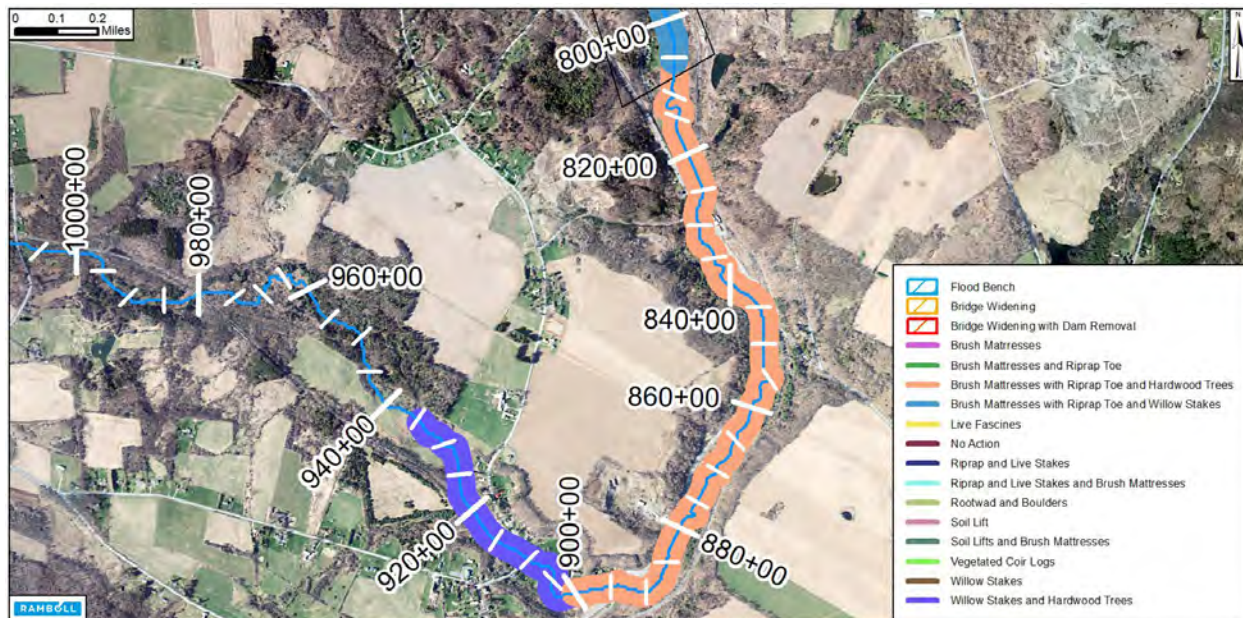 0 0.1 0.2
Miles
800+00
820+00
840+00
860+00
880+00
900+00
920+00
940+00
960+00
980+00
1000+00
Flood Bench
Bridge Widening
Bridge Widening with Dam Removal
Brush Matrresses
Brush Mattresses and Riprap Toe
Brush Mattresses with Riprap Toe and Hardwood Trees
Brush Mattresses with Riprap Toe and Willow Stakes
Live Fascines
No Action
Riprap and Live Stakes
Riprap and Live Stakes and Brush Mattresses
Rootwad and Boulders
Soil Lift
Soil Lifts and Brush Mattresses
Vegetated Coir Logs
Willow Stakes
Willow Stakes and Hardwood Trees
RAMBOLL